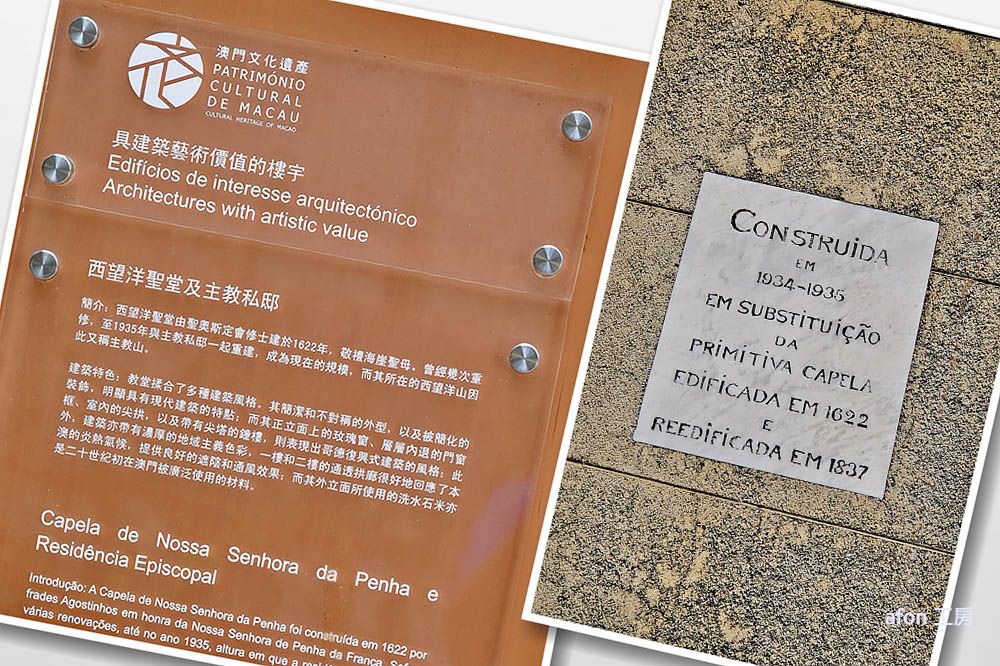 澳門文化遺產
PATRIMÓNIO
CULTURAL
DE MACAU
CULTURAL HERITAGE OF MACAO
具建築藝術價值的樓宇
Edifícios de interesse arquitectónico
Architectures with artistic value
西望洋聖堂及主教私邸
簡介：西望洋聖堂由聖奧斯定會修士建於1622年，敬禮海崖聖母。曾經幾次重
修，至1935年與主教私邸一起重建，成為現在的規模，而其所在的西望洋山因
此又稱主教山。
建築特色：教堂揉合了多種建築風格。其簡潔和不對稱的外型，以及被簡化的
裝飾，明顯具有現代建築的特點；而其正立面上的玫瑰窗、層層內退的門窗
框、室內的尖拱，以及帶有尖塔的鐘樓，則表現出哥德復興式建築的風格；此
外，建築亦帶有濃厚的地域主義色彩，一樓和二樓的通透拱廊很好地回應了本
澳的炎熱氣候，提供良好的遮陰和通風效果；而其外立面所使用的洗水石米亦
是二十世紀初在澳門被廣泛使用的材料。
Capela de Nossa Senhora da Penha e
Residência Episcopal
Introdução: A Capela de Nossa Senhora da Penha foi construída em 1622 por
frades Agostinhos em honra da Nossa Senhora de Penha da França.
várias renovações, até no ano 1935, altura em que a
CONSTRUIDA
EM
1934-1935
EM SUBSTITUIÇÃO
DA
PRIMITIVA CAPELA
EDIFICADA EM 1622
E
REEDIFICADA EM 1837
afon 工房